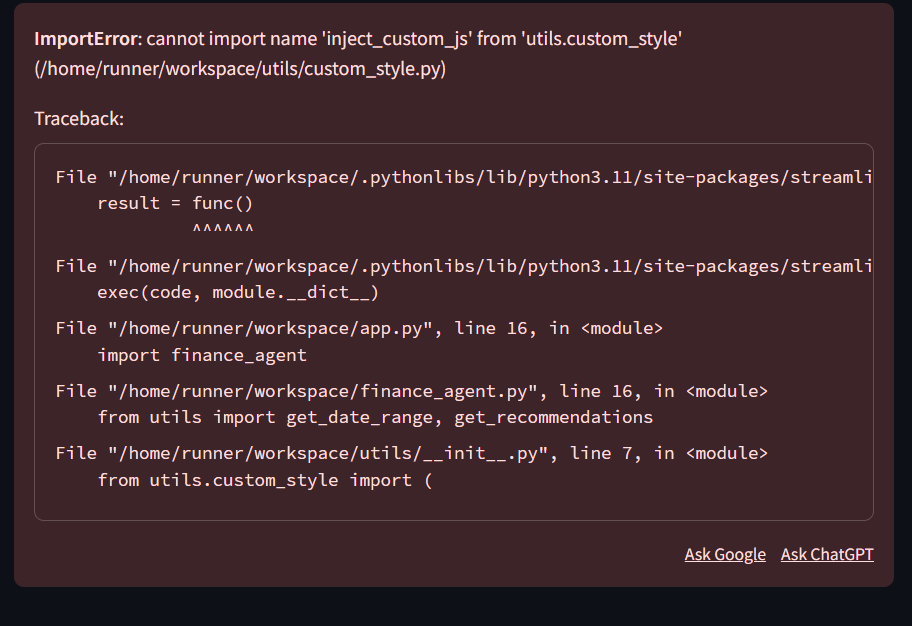 ImportError: cannot import name 'inject_custom_js' from 'utils.custom_style'
(/home/runner/workspace/utils/custom_style.py)
Traceback:
File "/home/runner/workspace/.pythonlibs/lib/python3.11/site-packages/streamli
result = func()
^^^^^^
File "/home/runner/workspace/.pythonlibs/lib/python3.11/site-packages/streamli
exec(code, module.__dict__)
File "/home/runner/workspace/app.py", line 16, in <module>
import finance_agent
File "/home/runner/workspace/finance_agent.py", line 16, in <module>
from utils import get_date_range, get_recommendations
File "/home/runner/workspace/utils/__init__.py", line 7, in <module>
from utils.custom_style import (
Ask Google Ask ChatGPT